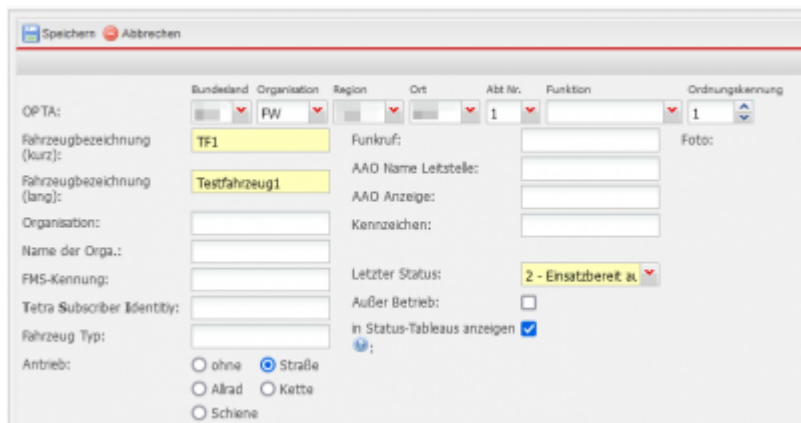 Speichern Abbrechen
Bundesland Organisation Region Ort Abt Nr. Funktion Ordnungskennung
OPTA: FW 1 1
Fahrzeugbezeichnung (kurz): TF1 Funkruf: Foto:
AAO Name Leitstelle:
Fahrzeugbezeichnung (lang): Testfahrzeug1
AAO Anzeige:
Organisation: Kennzeichen:
Name der Orga.:
FMS-Kennung: Letzter Status: 2 - Einsatzbereit au
Tetra Subscriber Identitiy: Außer Betrieb:
Fahrzeug Typ: in Status-Tableaus anzeigen
:
Antrieb: ohne Straße
Allrad Kette
Schiene